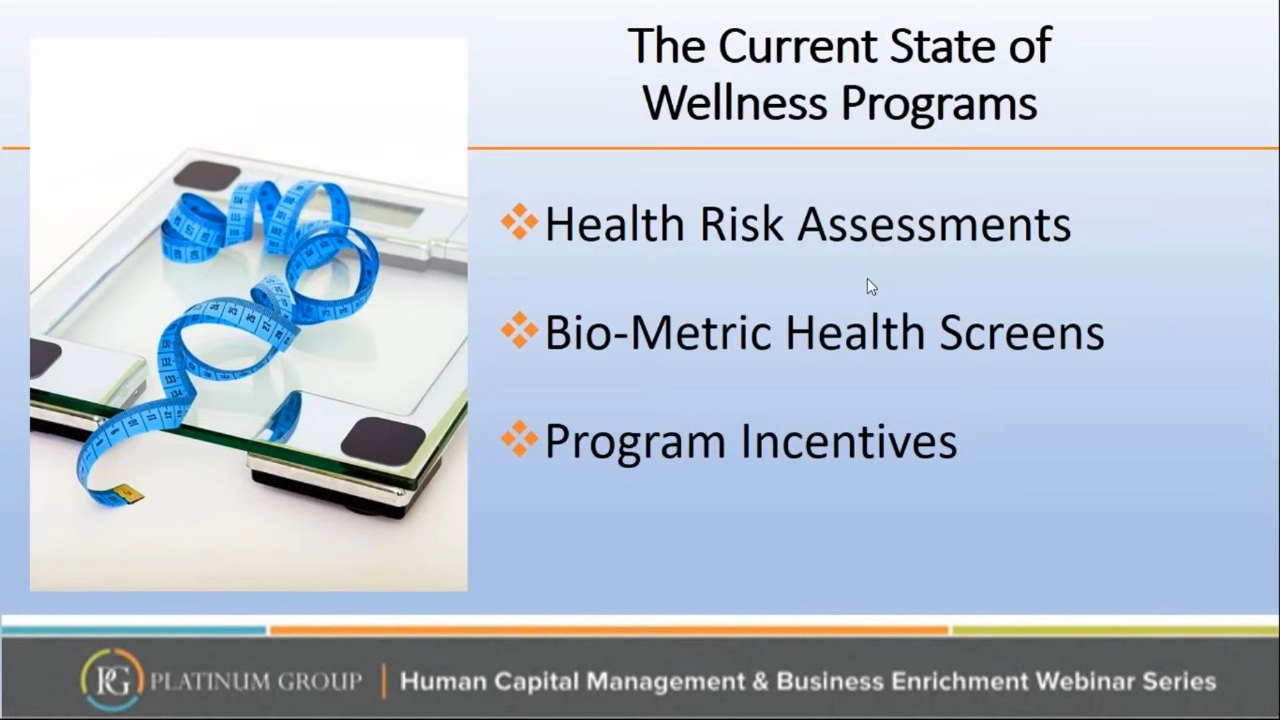 The Current State of
Wellness Programs
Health Risk Assessments
Bio-Metric Health Screens
Program Incentives
PG PLATINUM GROUP | Human Capital Management & Business Enrichment Webinar Series